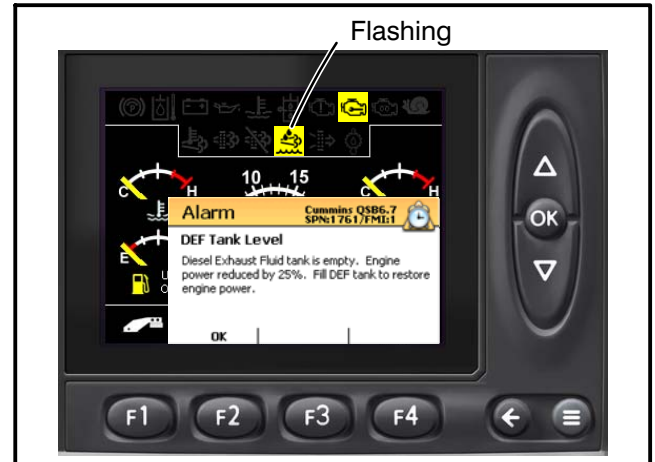 Flashing
10 15
C H H
Alarm
Cummins QSB6.7
SPN:1761/FMI:1
DEF Tank Level
Diesel Exhaust Fluid tank is empty. Engine
power reduced by 25%. Fill DEF tank to restore
engine power.
E
OK
OK
F1 F2 F3 F4